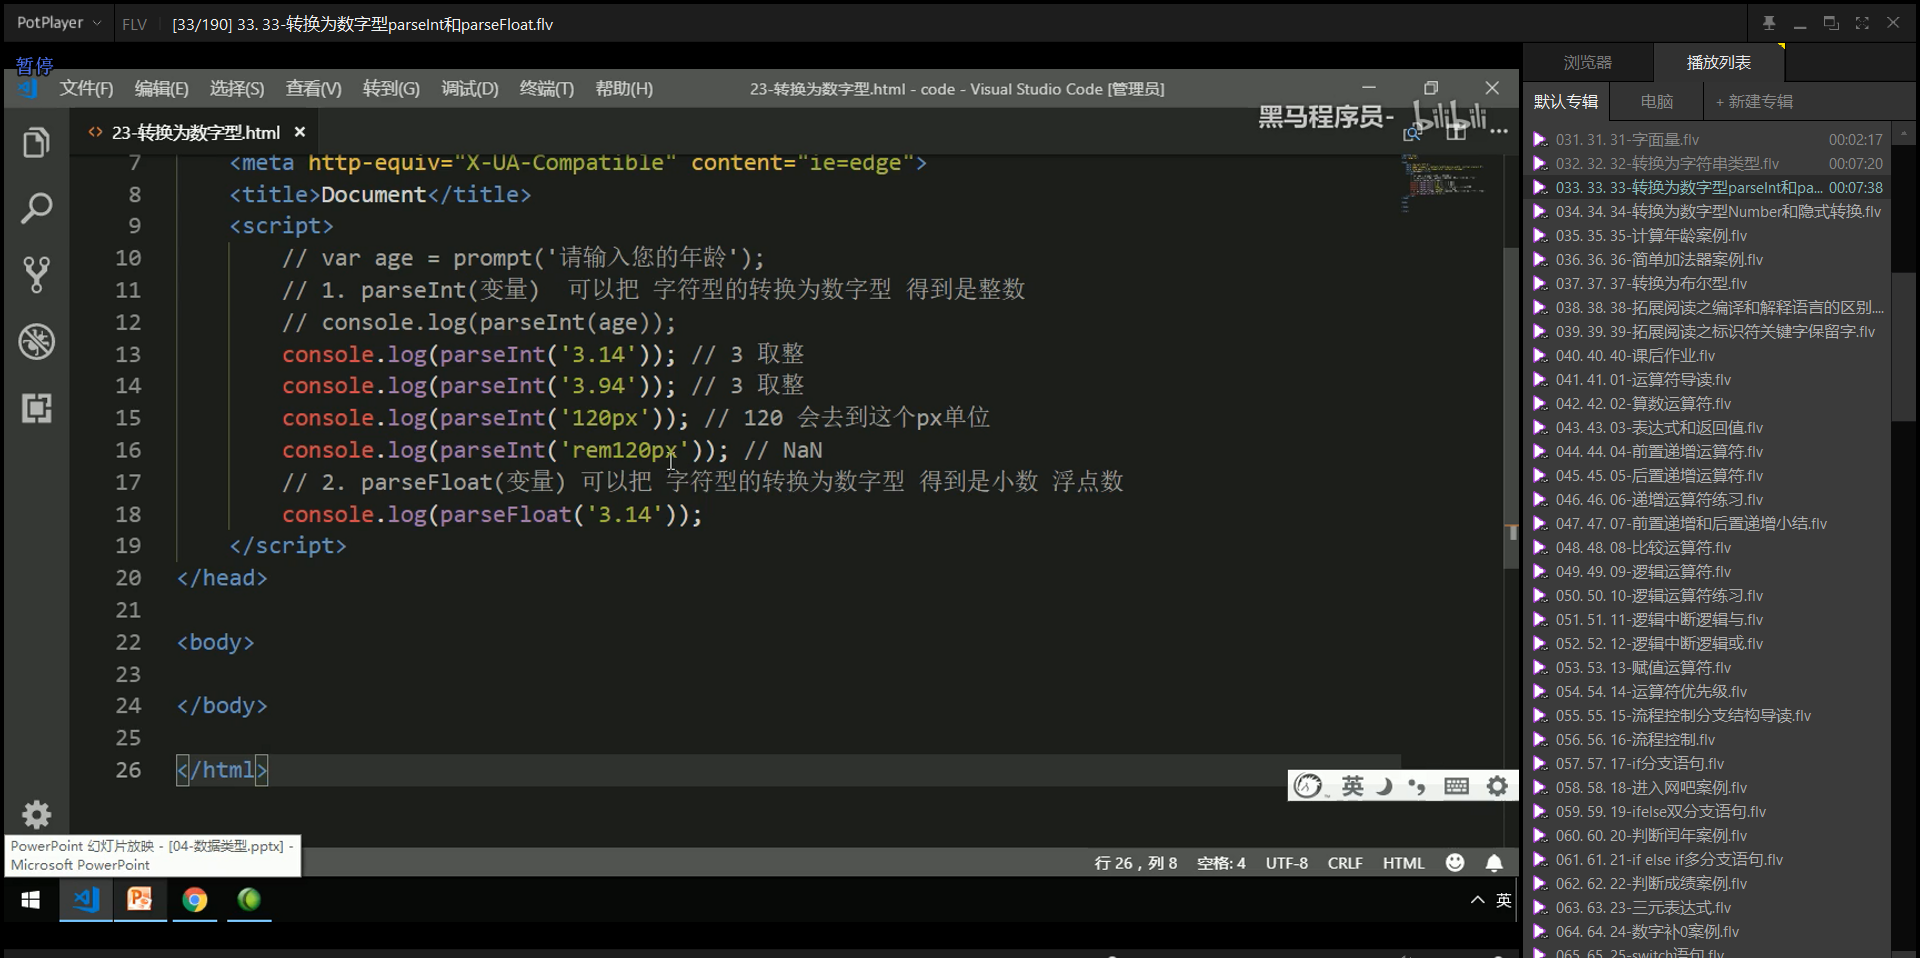 PotPlayer
FLV
[33/190] 33. 33-转换为数字型parseInt和parseFloat.flv
暂停
文件(F) 编辑(E) 选择(S) 查看(V) 转到(G) 调试(D) 终端(T) 帮助(H)
23-转换为数字型.html - code - Visual Studio Code [管理员]
黑马程序员- bilibili
<> 23-转换为数字型.html ×
7 <meta http-equiv="X-UA-Compatible" content="ie=edge">
8 <title>Document</title>
9 <script>
10 // var age = prompt('请输入您的年龄');
11 // 1. parseInt(变量) 可以把 字符型的转换为数字型 得到是整数
12 // console.log(parseInt(age));
13 console.log(parseInt('3.14')); // 3 取整
14 console.log(parseInt('3.94')); // 3 取整
15 console.log(parseInt('120px')); // 120 会去到这个px单位
16 console.log(parseInt('rem120px')); // NaN
17 // 2. parseFloat(变量) 可以把 字符型的转换为数字型 得到是小数 浮点数
18 console.log(parseFloat('3.14'));
19 </script>
20 </head>
21
22 <body>
23
24 </body>
25
26 </html>
英
PowerPoint 幻灯片放映 - [04-数据类型.pptx] -
Microsoft PowerPoint
行 26，列 8 空格: 4 UTF-8 CRLF HTML
英
浏览器 播放列表
默认专辑 电脑 + 新建专辑
031. 31. 31-字面量.flv 00:02:17
032. 32. 32-转换为字符串类型.flv 00:07:20
033. 33. 33-转换为数字型parseInt和pa... 00:07:38
034. 34. 34-转换为数字型Number和隐式转换.flv
035. 35. 35-计算年龄案例.flv
036. 36. 36-简单加法器案例.flv
037. 37. 37-转换为布尔型.flv
038. 38. 38-拓展阅读之编译和解释语言的区别....
039. 39. 39-拓展阅读之标识符关键字保留字.flv
040. 40. 40-课后作业.flv
041. 41. 01-运算符导读.flv
042. 42. 02-算数运算符.flv
043. 43. 03-表达式和返回值.flv
044. 44. 04-前置递增运算符.flv
045. 45. 05-后置递增运算符.flv
046. 46. 06-递增运算符练习.flv
047. 47. 07-前置递增和后置递增小结.flv
048. 48. 08-比较运算符.flv
049. 49. 09-逻辑运算符.flv
050. 50. 10-逻辑运算符练习.flv
051. 51. 11-逻辑中断逻辑与.flv
052. 52. 12-逻辑中断逻辑或.flv
053. 53. 13-赋值运算符.flv
054. 54. 14-运算符优先级.flv
055. 55. 15-流程控制分支结构导读.flv
056. 56. 16-流程控制.flv
057. 57. 17-if分支语句.flv
058. 58. 18-进入网吧案例.flv
059. 59. 19-ifelse双分支语句.flv
060. 60. 20-判断闰年案例.flv
061. 61. 21-if else if多分支语句.flv
062. 62. 22-判断成绩案例.flv
063. 63. 23-三元表达式.flv
064. 64. 24-数字补0案例.flv
065. 65. 25-switch语句.flv